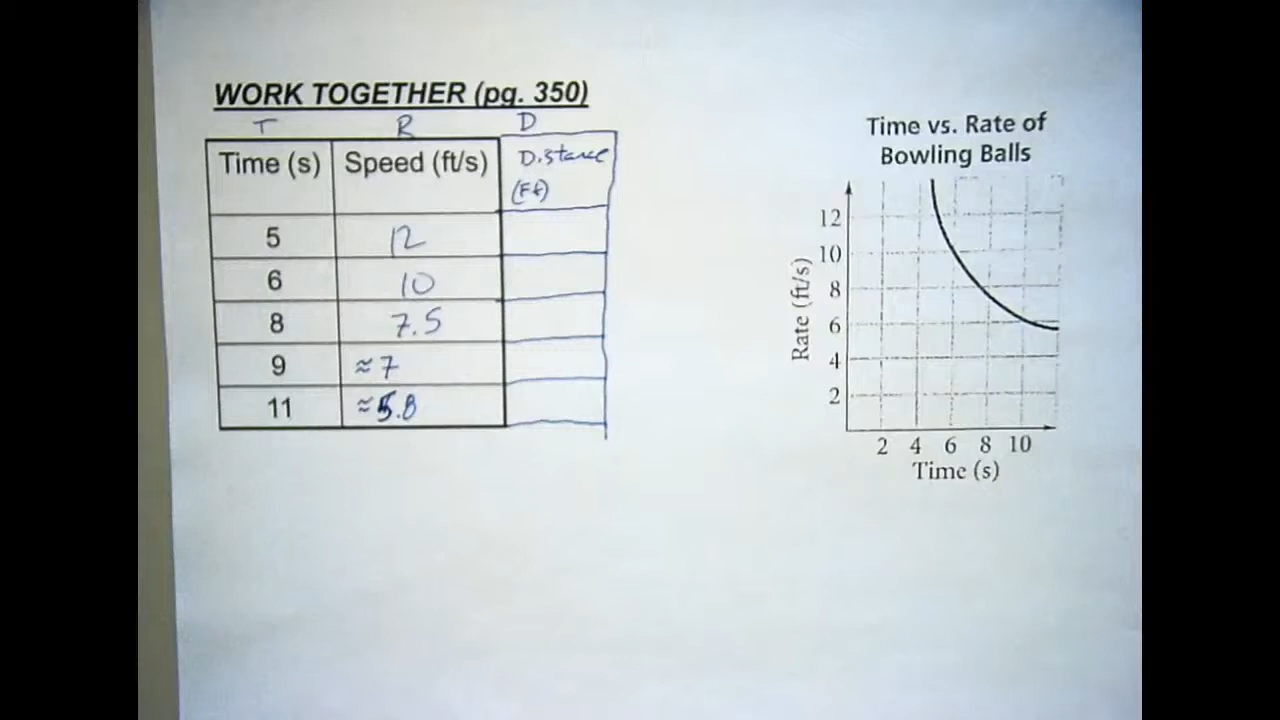 WORK TOGETHER (pg. 350)
T R D
Time (s) Speed (ft/s) Distance (Ft)
5 12
6 10
8 7.5
9 ≈7
11 ≈5.8
Time vs. Rate of
Bowling Balls
Rate (ft/s)
12
10
8
6
4
2
2 4 6 8 10
Time (s)